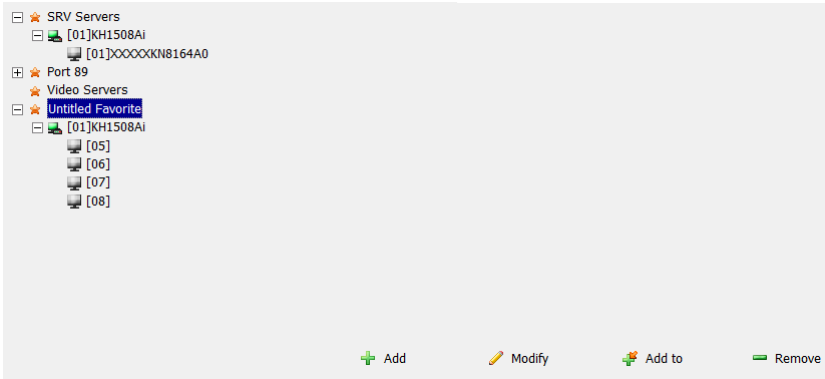 SRV Servers
[01]KH1508Ai
[01]XXXXXKN8164A0
Port 89
Video Servers
Untitled Favorite
[01]KH1508Ai
[05]
[06]
[07]
[08]
Add Modify Add to Remove